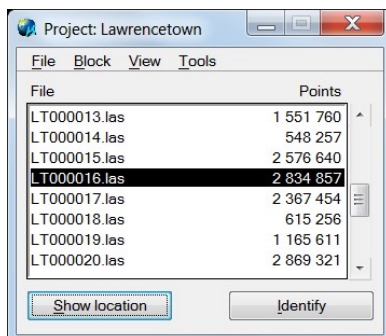 Project: Lawrencetown
File Block View Tools
File Points
LT000013.las 1 551 760
LT000014.las 548 257
LT000015.las 2 576 640
LT000016.las 2 834 857
LT000017.las 2 367 454
LT000018.las 615 256
LT000019.las 1 165 611
LT000020.las 2 869 321
Show location Identify